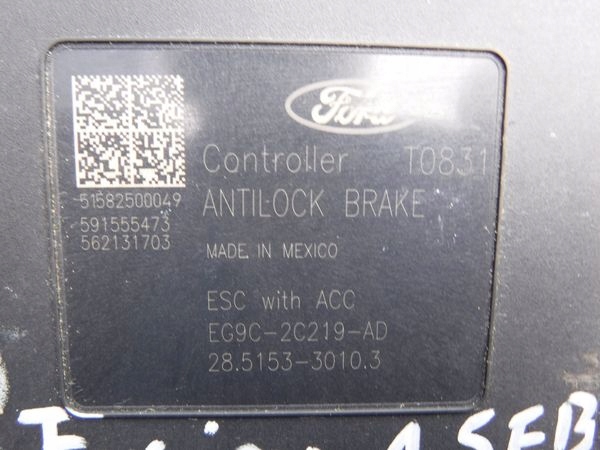 Ford
Controller T0831
ANTILOCK BRAKE
51582500049
591555473
562131703
MADE IN MEXICO
ESC with ACC
EG9C-2C219-AD
28.5153-3010.3